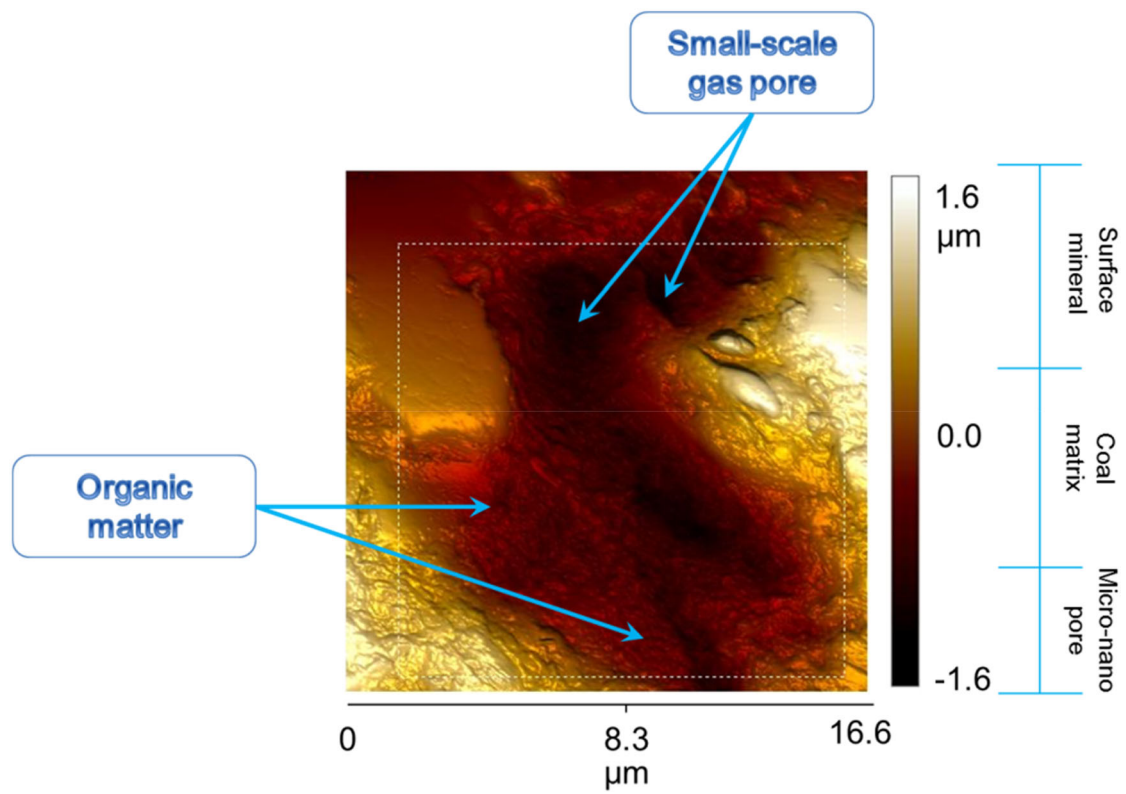 Small-scale
gas pore
Organic
matter
1.6
µm
0.0
-1.6
Surface
mineral
Coal
matrix
Micro-nano
pore
0
8.3
16.6
µm